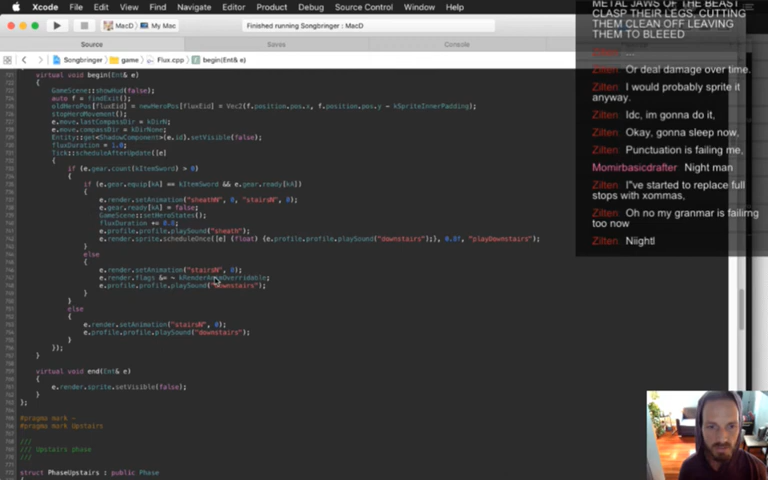 Xcode File Edit View Find Navigate Editor Product Debug Source Control Window Help
MacD My Mac
Finished running Songbringer : MacD
Source Saves Console
Songbringer game Flux.cpp begin(Ent& e)
virtual void begin(Ent& e)
{
GameScene::showHud(false);
auto f = findExit();
oldHeroPos[fluxEid] = newHeroPos[fluxEid] = Vec2(f.position.pos.x, f.position.pos.y - kSpriteInnerPadding);
stopHeroMovement();
e.move.lastCompassDir = kDirN;
e.move.compassDir = kDirNone;
Entity::get<ShadowComponent>(e.id).setVisible(false);
fluxDuration = 1.0;
Tick::scheduleAfterUpdate([e]
{
if (e.gear.count(kItemSword) > 0)
{
if (e.gear.equip[kA] == kItemSword && e.gear.ready[kA])
{
e.render.setAnimation("sheathN", 0, "stairsN", 0);
e.gear.ready[kA] = false;
GameScene::setHeroStates();
e.profile.profile.playSound("sheath");
e.render.sprite.scheduleOnce([e] (float) {e.profile.profile.playSound("downstairs");}, 0.8f, "playDownstairs");
}
else
{
e.render.setAnimation("stairsN", 0);
e.profile.profile.playSound("downstairs");
}
}
else
{
e.render.setAnimation("stairsN", 0);
e.profile.profile.playSound("downstairs");
}
});
}
virtual void end(Ent& e)
{
e.render.sprite.setVisible(false);
}
};
#pragma mark -
#pragma mark Upstairs
///
/// Upstairs phase
///
struct PhaseUpstairs : public Phase
METAL JAWS OF THE BEAST
CLASP THEIR LEGS, CUTTING
THEM CLEAN OFF LEAVING
THEM TO BLEEED
Zilten: ...
Zilten: Or deal damage over time.
Zilten: I would probably sprite it
anyway.
Zilten: Idc, im gonna do it,
Zilten: Okay, gonna sleep now,
Zilten: Punctuation is failing me,
Momirbasicdrafter Night man
Zilten: I"ve started to replace full
stops with xommas,
Zilten: Oh no my granmar is failimg
too now
Zilten: Niightl